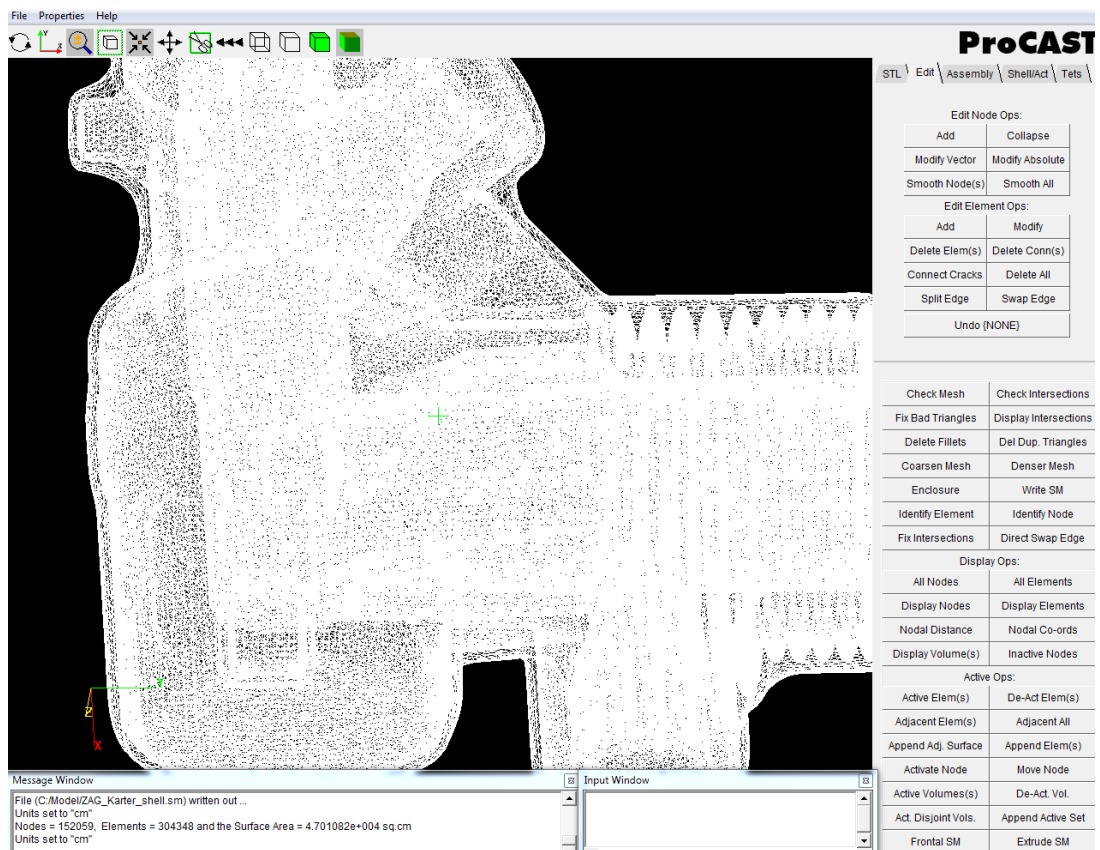 File Properties Help
ProCAST
STL Edit Assembly Shell/Act Tets
Edit Node Ops:
Add Collapse
Modify Vector Modify Absolute
Smooth Node(s) Smooth All
Edit Element Ops:
Add Modify
Delete Elem(s) Delete Conn(s)
Connect Cracks Delete All
Split Edge Swap Edge
Undo {NONE}
Check Mesh Check Intersections
Fix Bad Triangles Display Intersections
Delete Fillets Del Dup. Triangles
Coarsen Mesh Denser Mesh
Enclosure Write SM
Identify Element Identify Node
Fix Intersections Direct Swap Edge
Display Ops:
All Nodes All Elements
Display Nodes Display Elements
Nodal Distance Nodal Co-ords
Display Volume(s) Inactive Nodes
Active Ops:
Active Elem(s) De-Act Elem(s)
Adjacent Elem(s) Adjacent All
Append Adj. Surface Append Elem(s)
Activate Node Move Node
Active Volumes(s) De-Act. Vol.
Act. Disjoint Vols. Append Active Set
Frontal SM Extrude SM
Y
Z
X
Message Window
File (C:/Model/ZAG_Karter_shell.sm) written out ...
Units set to "cm"
Nodes = 152059, Elements = 304348 and the Surface Area = 4.701082e+004 sq.cm
Units set to "cm"
Input Window